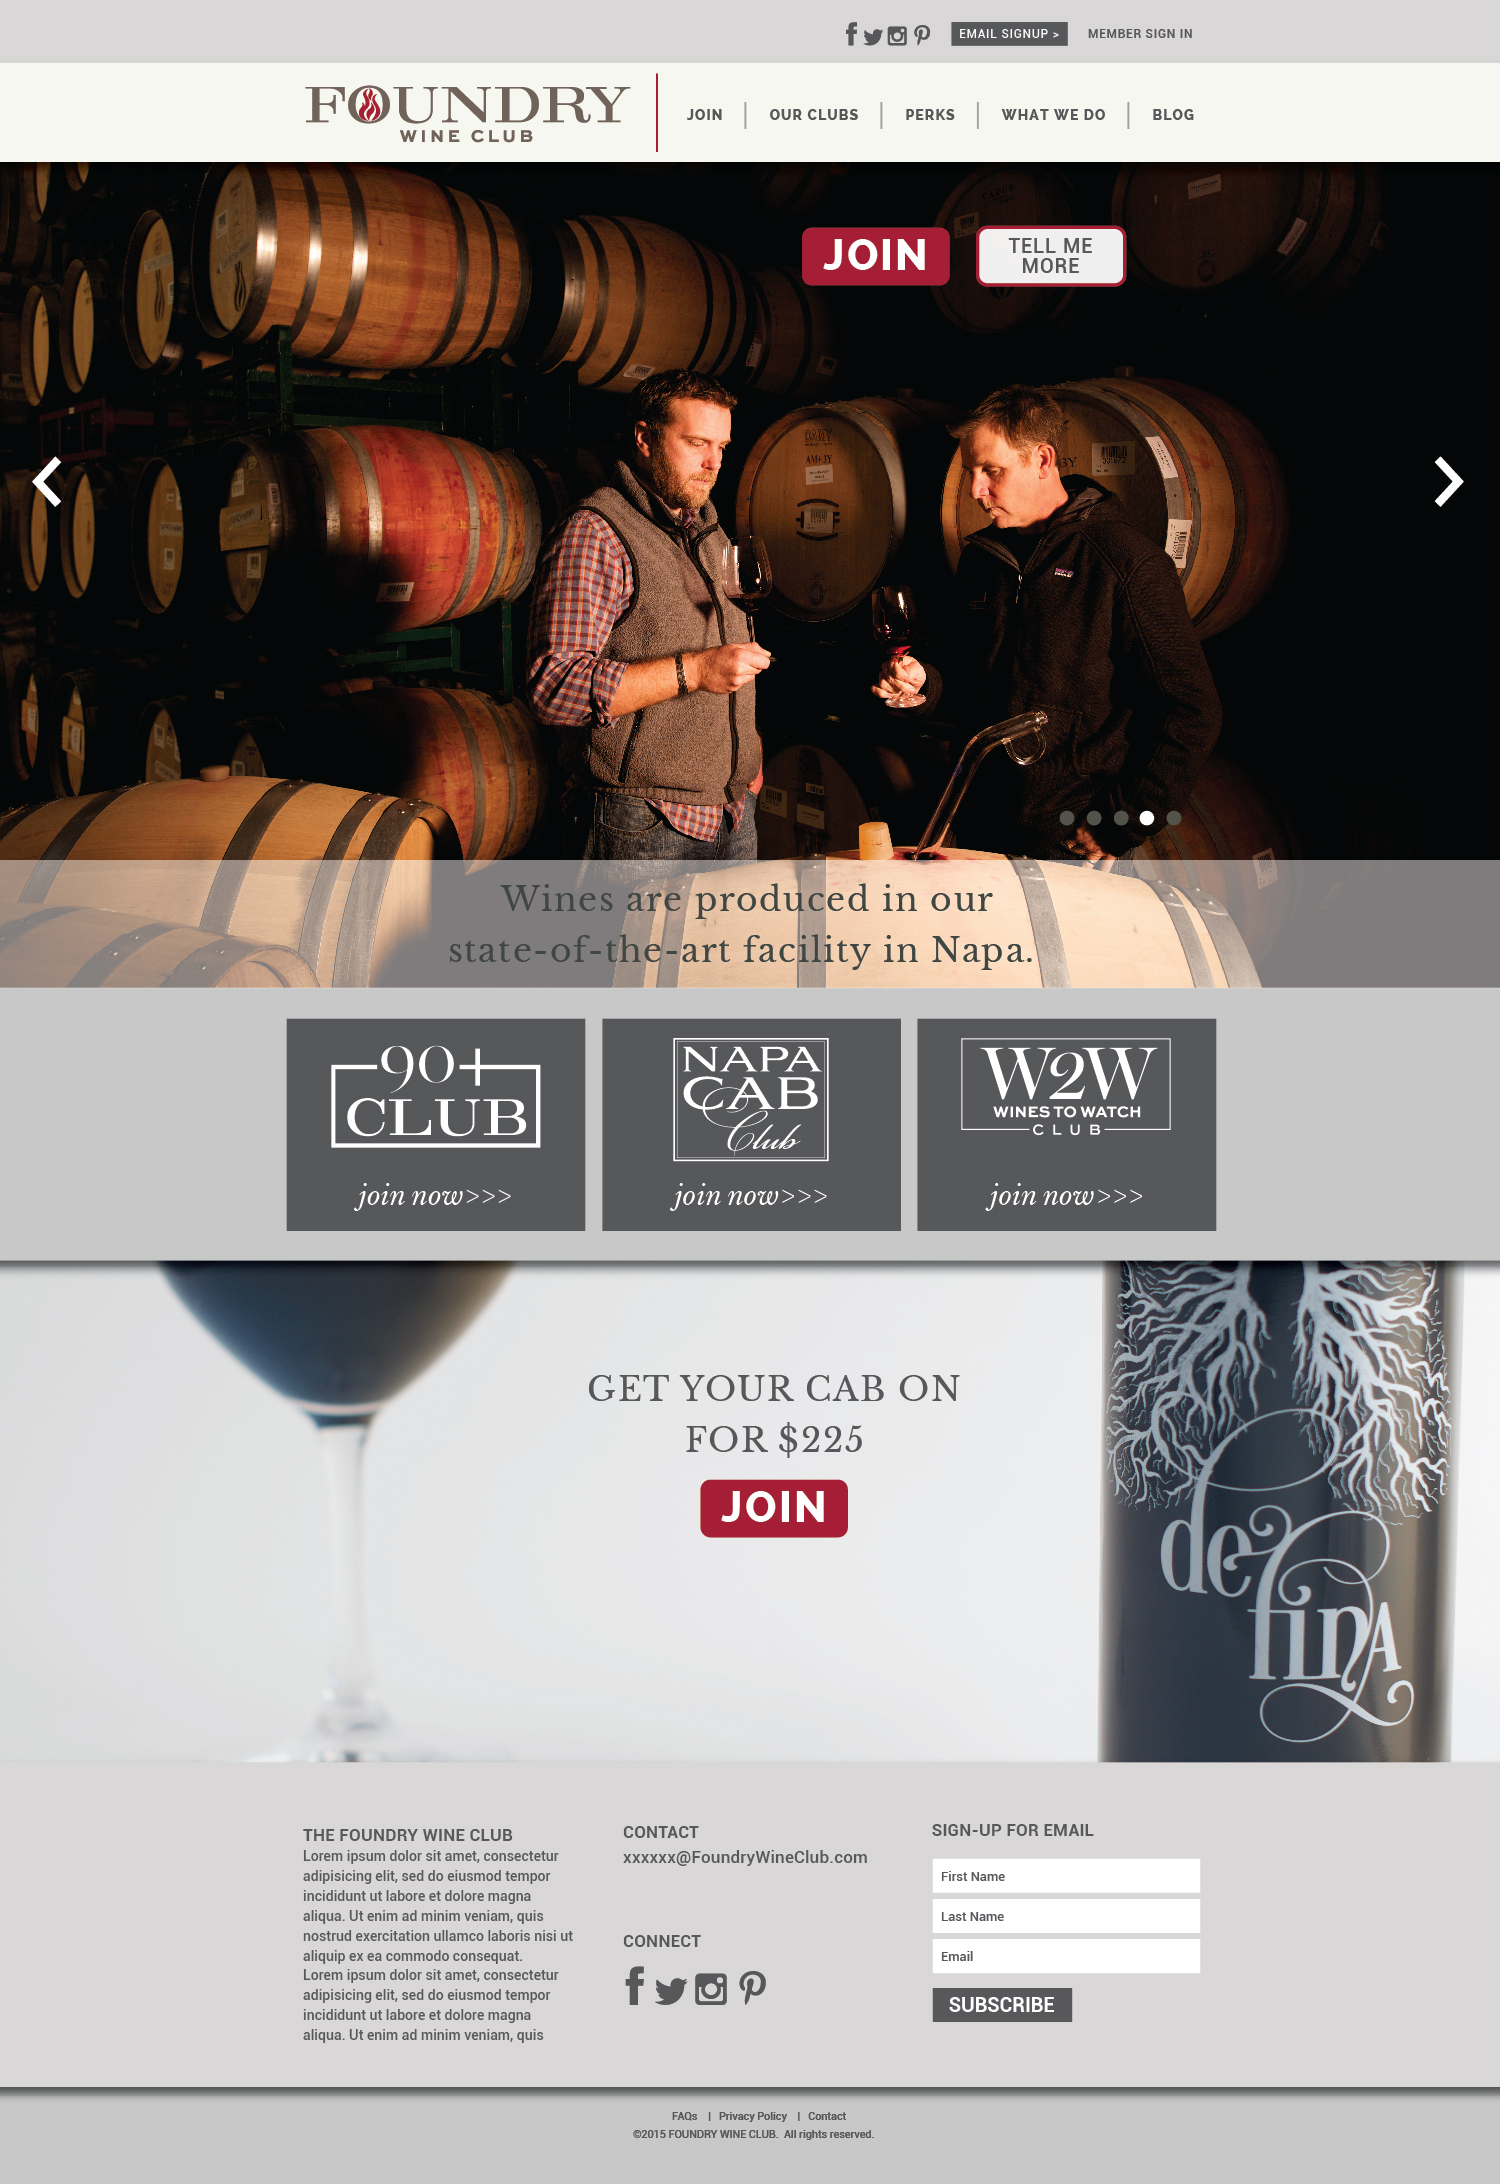 EMAIL SIGNUP >
MEMBER SIGN IN
FOUNDRY
WINE CLUB
JOIN
OUR CLUBS
PERKS
WHAT WE DO
BLOG
JOIN
TELL ME
MORE
Wines are produced in our
state-of-the-art facility in Napa.
90+
CLUB
join now>>>
NAPA
CAB
Club
join now>>>
W2W
WINES TO WATCH
CLUB
join now>>>
GET YOUR CAB ON
FOR $225
JOIN
de
finA
THE FOUNDRY WINE CLUB
Lorem ipsum dolor sit amet, consectetur
adipisicing elit, sed do eiusmod tempor
incididunt ut labore et dolore magna
aliqua. Ut enim ad minim veniam, quis
nostrud exercitation ullamco laboris nisi ut
aliquip ex ea commodo consequat.
Lorem ipsum dolor sit amet, consectetur
adipisicing elit, sed do eiusmod tempor
incididunt ut labore et dolore magna
aliqua. Ut enim ad minim veniam, quis
CONTACT
xxxxxx@FoundryWineClub.com
CONNECT
SIGN-UP FOR EMAIL
First Name
Last Name
Email
SUBSCRIBE
FAQs | Privacy Policy | Contact
©2015 FOUNDRY WINE CLUB. All rights reserved.